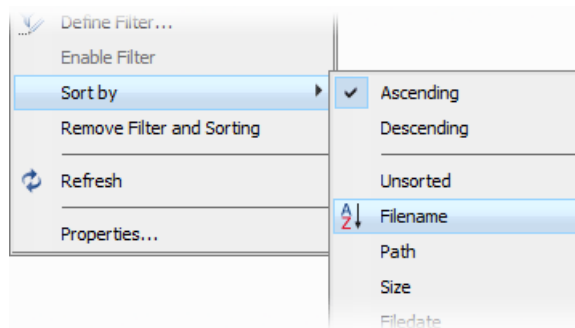 Define Filter...
Enable Filter
Sort by
Remove Filter and Sorting
Refresh
Properties...
Ascending
Descending
Unsorted
Filename
Path
Size
Filedate